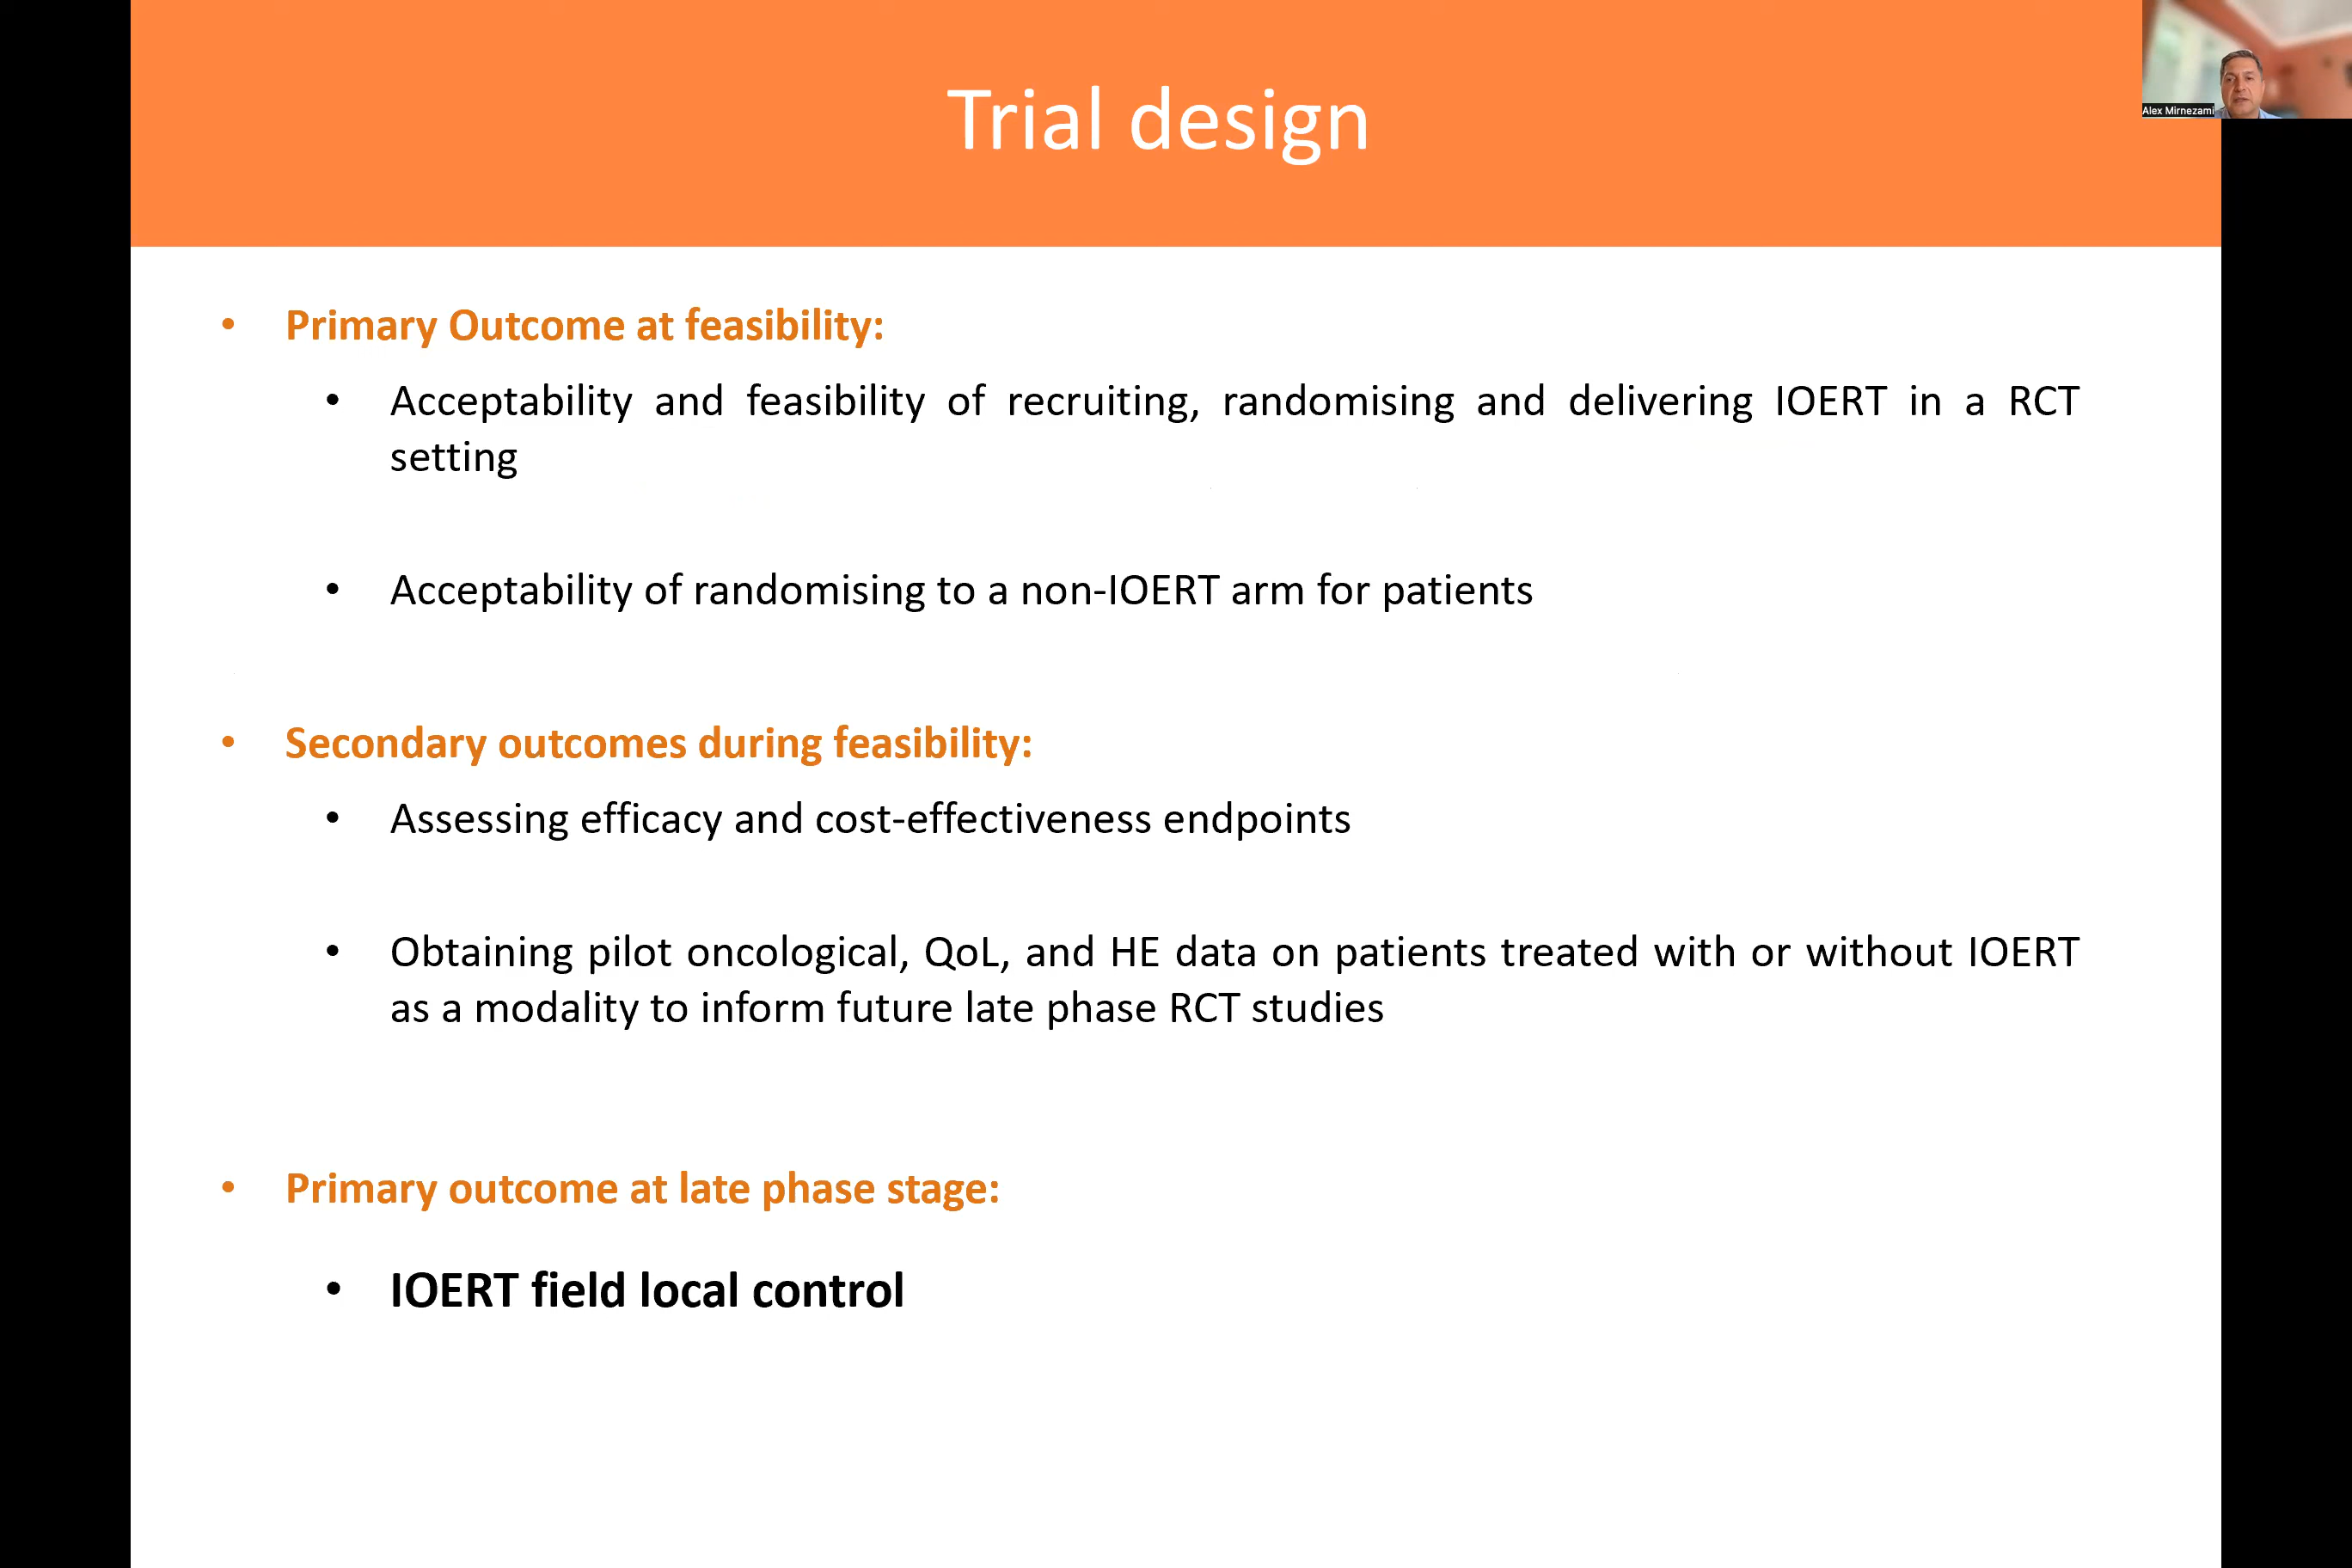 Trial design
Alex Mirnezami
• Primary Outcome at feasibility:
• Acceptability and feasibility of recruiting, randomising and delivering IOERT in a RCT
setting
• Acceptability of randomising to a non-IOERT arm for patients
• Secondary outcomes during feasibility:
• Assessing efficacy and cost-effectiveness endpoints
• Obtaining pilot oncological, QoL, and HE data on patients treated with or without IOERT
as a modality to inform future late phase RCT studies
• Primary outcome at late phase stage:
• IOERT field local control